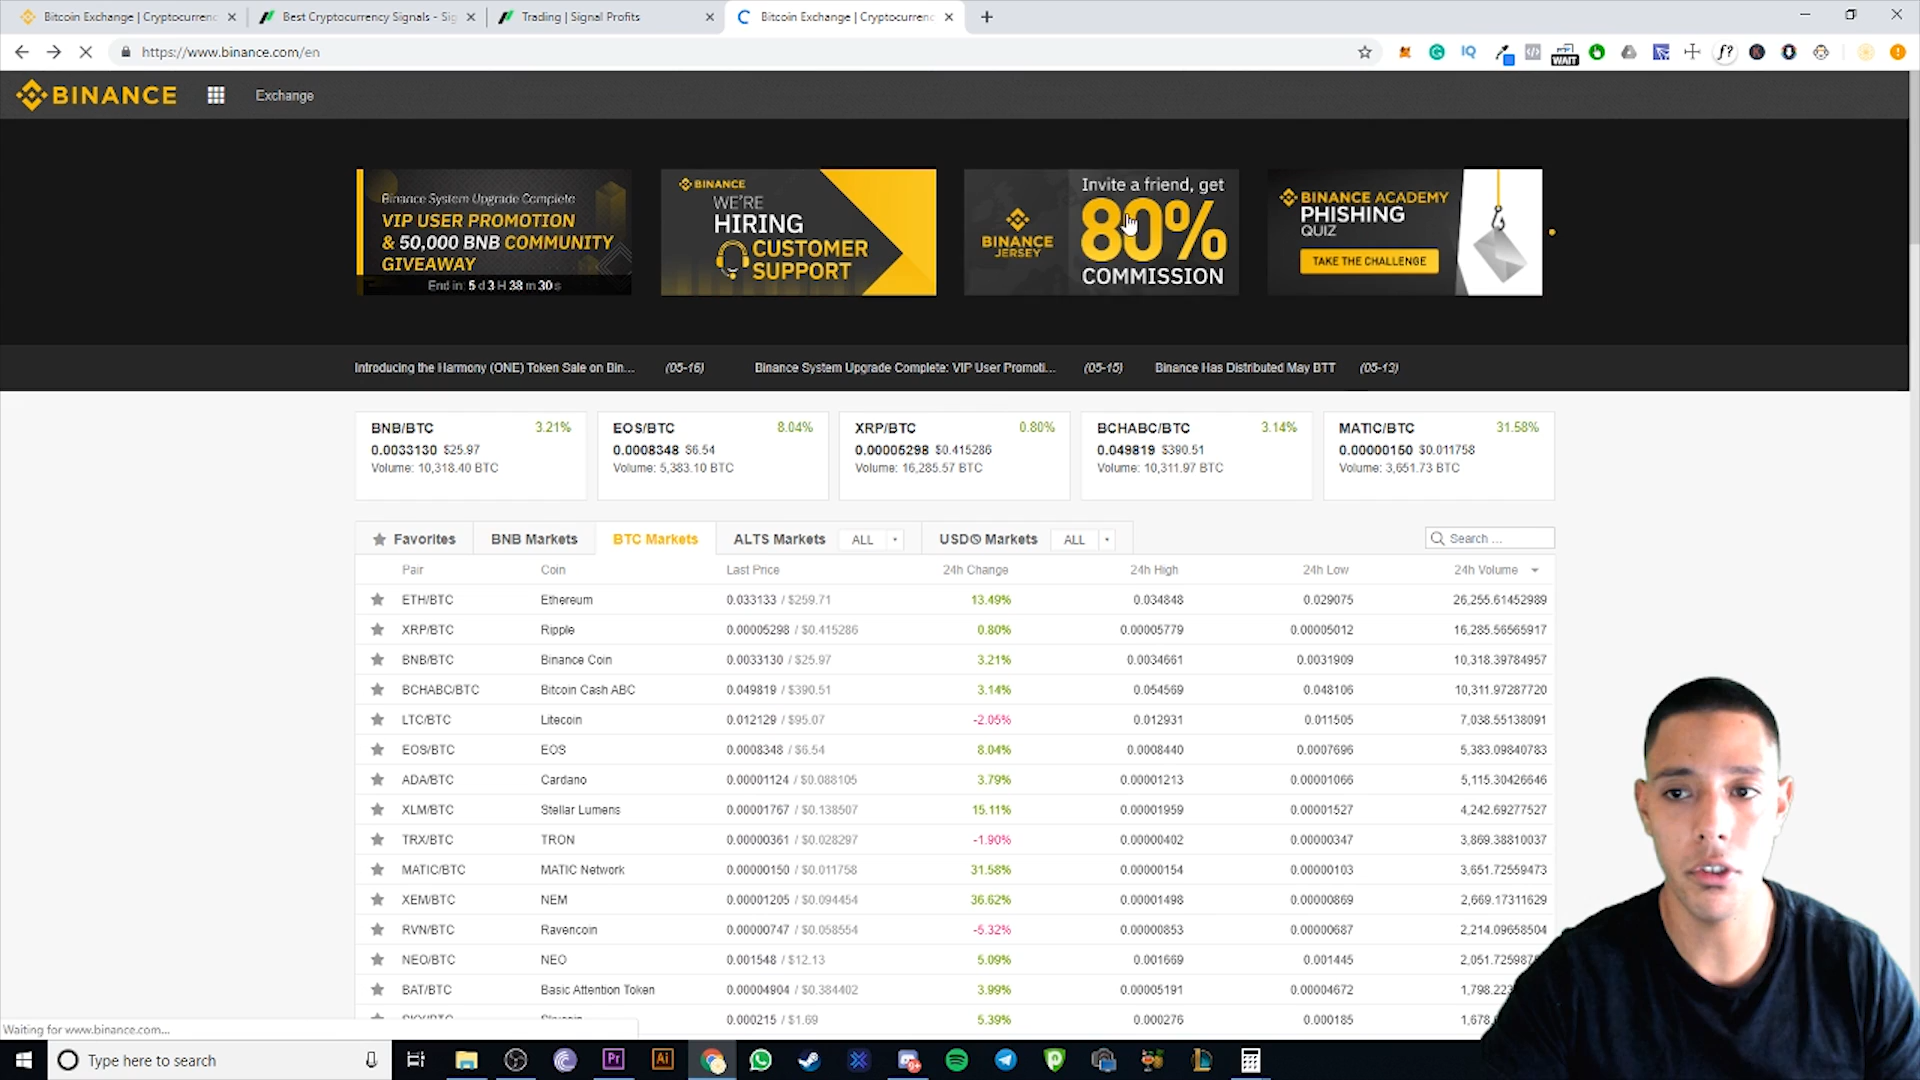 Bitcoin Exchange | Cryptocurrenc
Best Cryptocurrency Signals - Sig
Trading | Signal Profits
Bitcoin Exchange | Cryptocurrenc
https://www.binance.com/en
WAIT
BINANCE
Exchange
Binance System Upgrade Complete
VIP USER PROMOTION
& 50,000 BNB COMMUNITY
GIVEAWAY
End in: 5 d 3 H 38 m 30 s
BINANCE
WE'RE
HIRING
CUSTOMER
SUPPORT
BINANCE
JERSEY
Invite a friend, get
80%
COMMISSION
BINANCE ACADEMY
PHISHING
QUIZ
TAKE THE CHALLENGE
Introducing the Harmony (ONE) Token Sale on Bin... (05-16)
Binance System Upgrade Complete: VIP User Promoti... (05-15)
Binance Has Distributed May BTT (05-13)
BNB/BTC 3.21%
0.0033130 $25.97
Volume: 10,318.40 BTC
EOS/BTC 8.04%
0.0008348 $6.54
Volume: 5,383.10 BTC
XRP/BTC 0.80%
0.00005298 $0.415286
Volume: 16,285.57 BTC
BCHABC/BTC 3.14%
0.049819 $390.51
Volume: 10,311.97 BTC
MATIC/BTC 31.58%
0.00000150 $0.011758
Volume: 3,651.73 BTC
Favorites BNB Markets BTC Markets ALTS Markets ALL USDⓈ Markets ALL Search ...
Pair Coin Last Price 24h Change 24h High 24h Low 24h Volume
ETH/BTC Ethereum 0.033133 / $259.71 13.49% 0.034848 0.029075 26,255.61452989
XRP/BTC Ripple 0.00005298 / $0.415286 0.80% 0.00005779 0.00005012 16,285.56565917
BNB/BTC Binance Coin 0.0033130 / $25.97 3.21% 0.0034661 0.0031909 10,318.39784957
BCHABC/BTC Bitcoin Cash ABC 0.049819 / $390.51 3.14% 0.054569 0.048106 10,311.97287720
LTC/BTC Litecoin 0.012129 / $95.07 -2.05% 0.012931 0.011505 7,038.55138091
EOS/BTC EOS 0.0008348 / $6.54 8.04% 0.0008440 0.0007696 5,383.09840783
ADA/BTC Cardano 0.00001124 / $0.088105 3.79% 0.00001213 0.00001066 5,115.30426646
XLM/BTC Stellar Lumens 0.00001767 / $0.138507 15.11% 0.00001959 0.00001527 4,242.69277527
TRX/BTC TRON 0.00000361 / $0.028297 -1.90% 0.00000402 0.00000347 3,869.38810037
MATIC/BTC MATIC Network 0.00000150 / $0.011758 31.58% 0.00000154 0.00000103 3,651.72559473
XEM/BTC NEM 0.00001205 / $0.094454 36.62% 0.00001498 0.00000869 2,669.17311629
RVN/BTC Ravencoin 0.00000747 / $0.058554 -5.32% 0.00000853 0.00000687 2,214.09658504
NEO/BTC NEO 0.001548 / $12.13 5.09% 0.001669 0.001445 2,051.7259
BAT/BTC Basic Attention Token 0.00004904 / $0.384402 3.99% 0.00005191 0.00004672 1,798.223
0.000215 / $1.69 5.39% 0.000276 0.000185 1,678.
Waiting for www.binance.com...
Type here to search
Pr
Ai